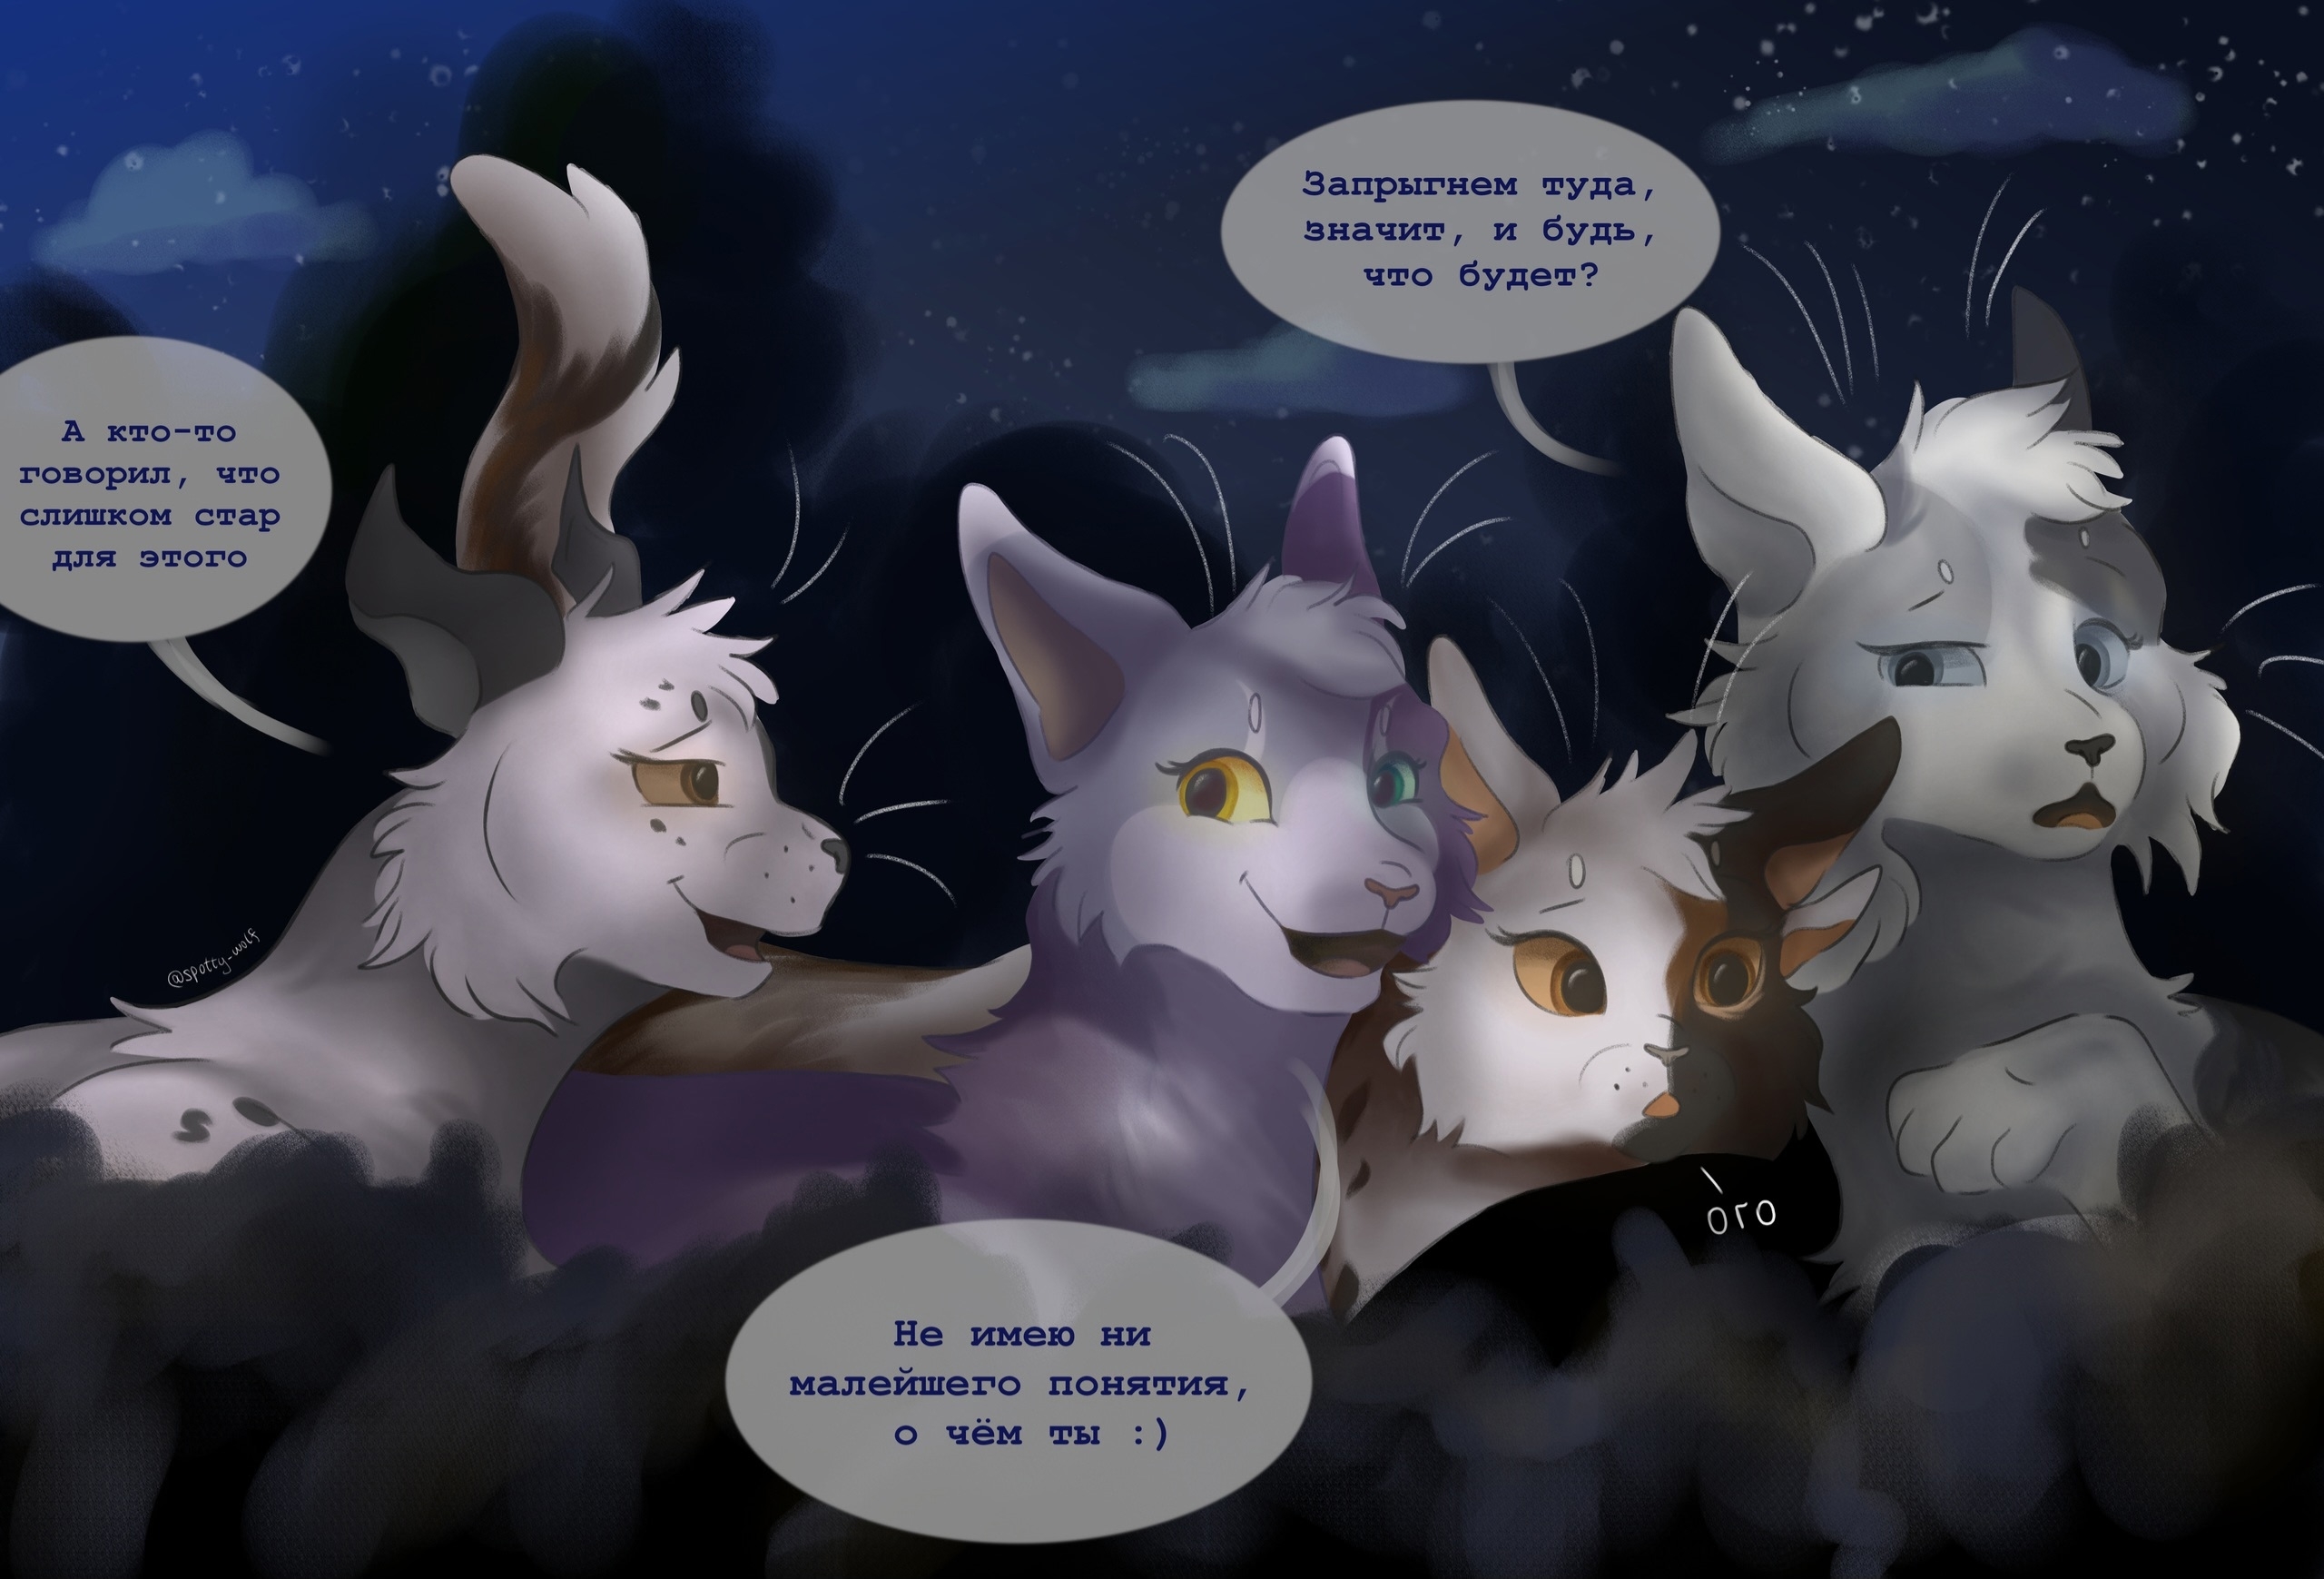 Запрыгнем туда,
значит, и будь,
что будет?
А кто-то
говорил, что
слишком стар
для этого
@spotty-wolf
ого
Не имею ни
малейшего понятия,
о чём ты :)